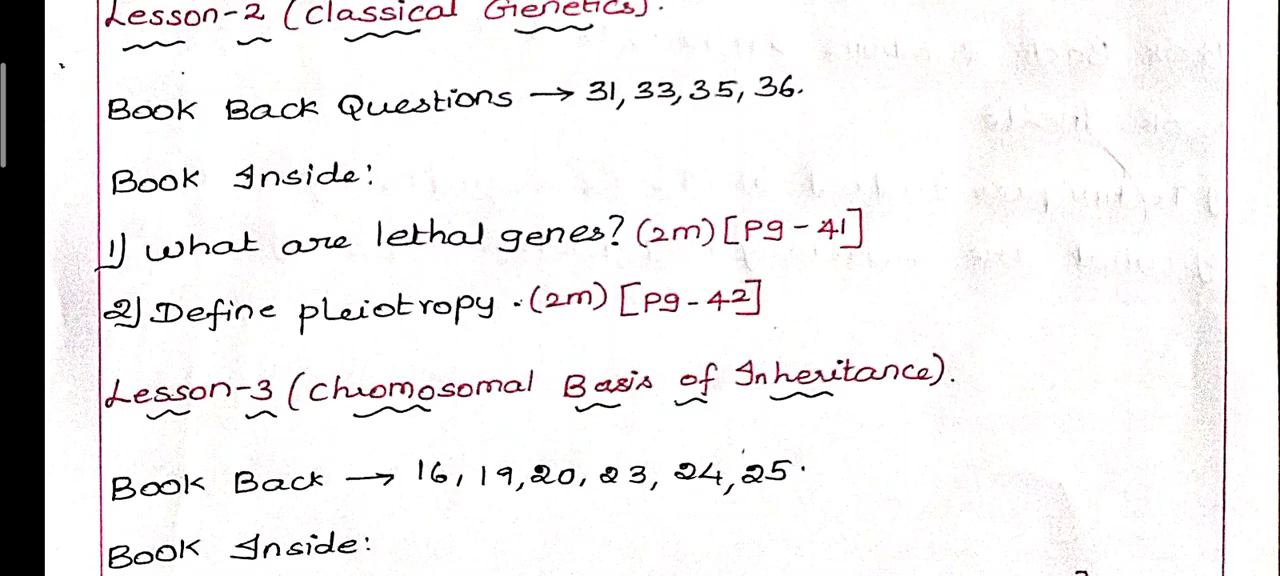 Lesson-2 (Classical Genetics).
Book Back Questions → 31, 33, 35, 36.
Book Inside:
1) What are lethal genes? (2m) [Pg - 41]
2) Define pleiotropy. (2m) [Pg - 42]
Lesson-3 (Chromosomal Basis of Inheritance).
Book Back → 16, 19, 20, 23, 24, 25.
Book Inside: